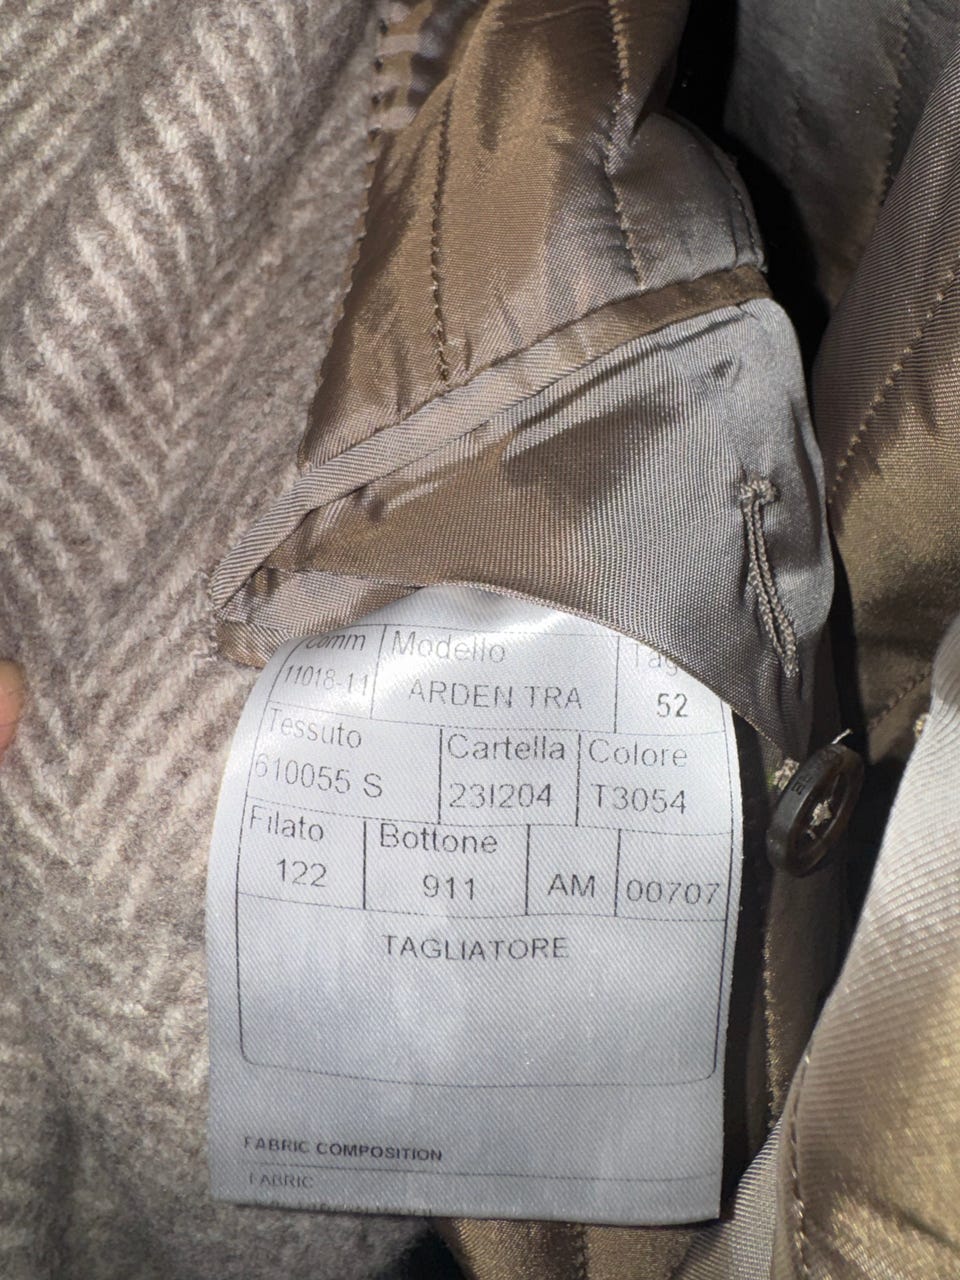 Comm Modello Tag
11018-11 ARDEN TRA 52
Tessuto Cartella Colore
610055 S 23I204 T3054
Filato Bottone
122 911 AM 00707
TAGLIATORE
FABRIC COMPOSITION
FABRIC